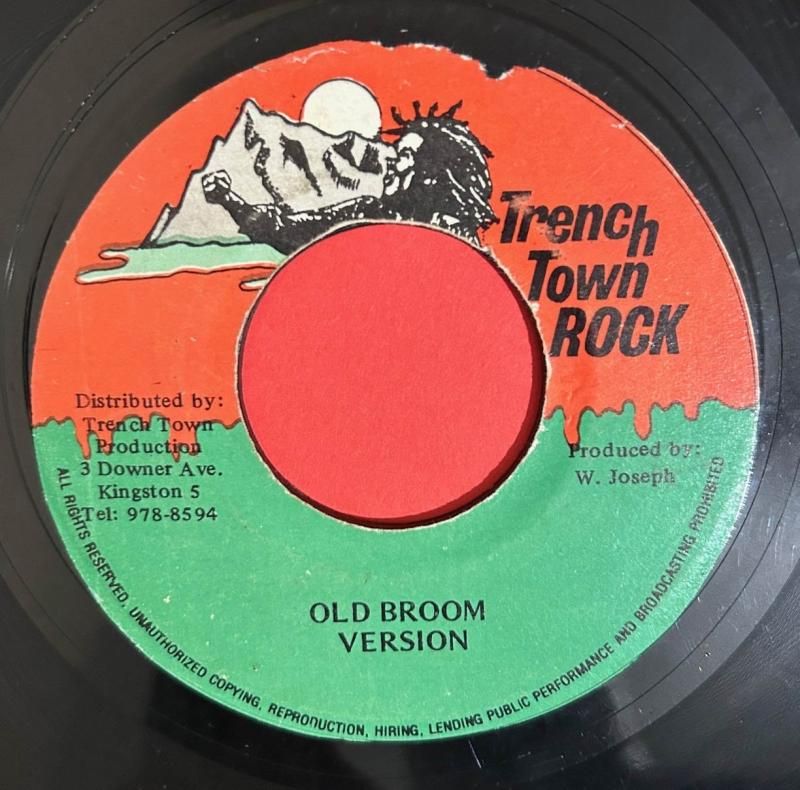 Trench
Town
ROCK
Distributed by:
Trench Town
Production
3 Downer Ave.
Kingston 5
Tel: 978-8594
Produced by:
W. Joseph
OLD BROOM
VERSION
ALL RIGHTS RESERVED, UNAUTHORIZED COPYING, REPRODUCTION, HIRING, LENDING PUBLIC PERFORMANCE AND BROADCASTING PROHIBITED